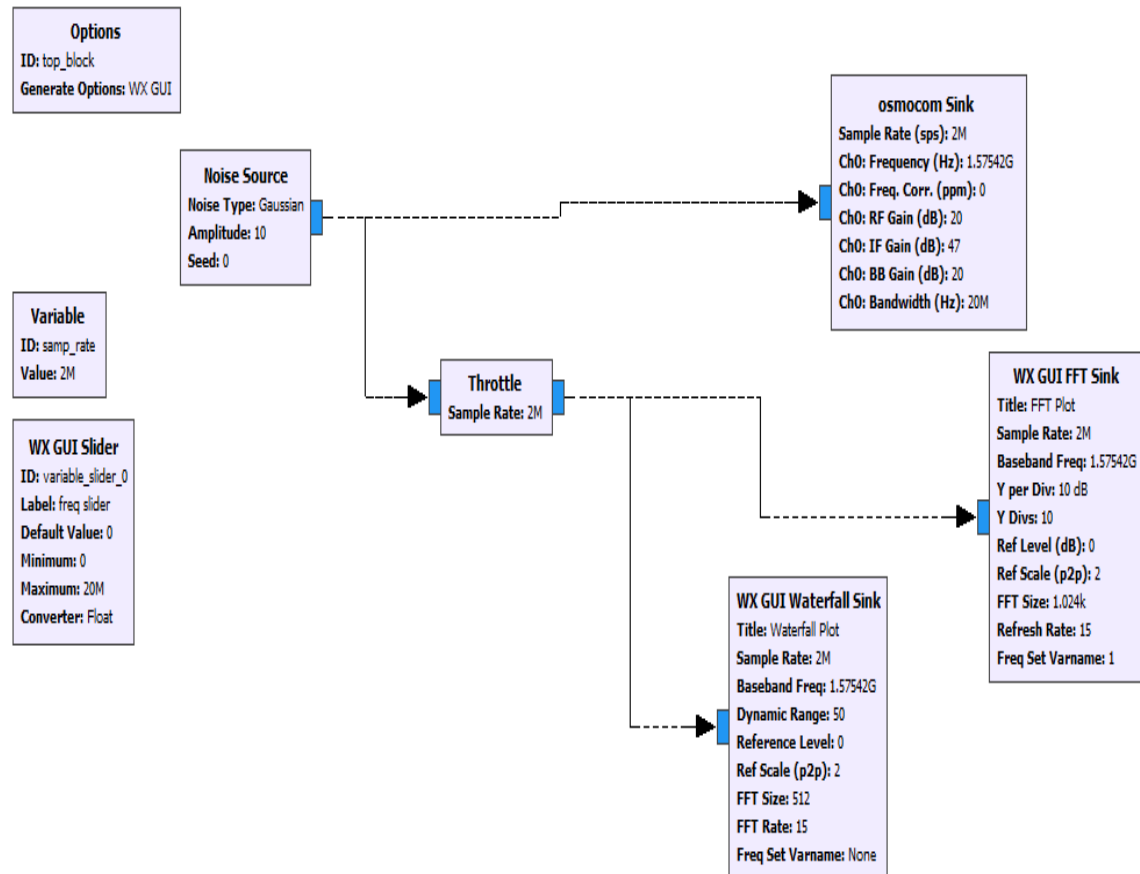 Options
ID: top_block
Generate Options: WX GUI
Noise Source
Noise Type: Gaussian
Amplitude: 10
Seed: 0
osmocom Sink
Sample Rate (sps): 2M
Ch0: Frequency (Hz): 1.57542G
Ch0: Freq. Corr. (ppm): 0
Ch0: RF Gain (dB): 20
Ch0: IF Gain (dB): 47
Ch0: BB Gain (dB): 20
Ch0: Bandwidth (Hz): 20M
Variable
ID: samp_rate
Value: 2M
Throttle
Sample Rate: 2M
WX GUI FFT Sink
Title: FFT Plot
Sample Rate: 2M
Baseband Freq: 1.57542G
Y per Div: 10 dB
Y Divs: 10
Ref Level (dB): 0
Ref Scale (p2p): 2
FFT Size: 1.024k
Refresh Rate: 15
Freq Set Varname: 1
WX GUI Slider
ID: variable_slider_0
Label: freq slider
Default Value: 0
Minimum: 0
Maximum: 20M
Converter: Float
WX GUI Waterfall Sink
Title: Waterfall Plot
Sample Rate: 2M
Baseband Freq: 1.57542G
Dynamic Range: 50
Reference Level: 0
Ref Scale (p2p): 2
FFT Size: 512
FFT Rate: 15
Freq Set Varname: None